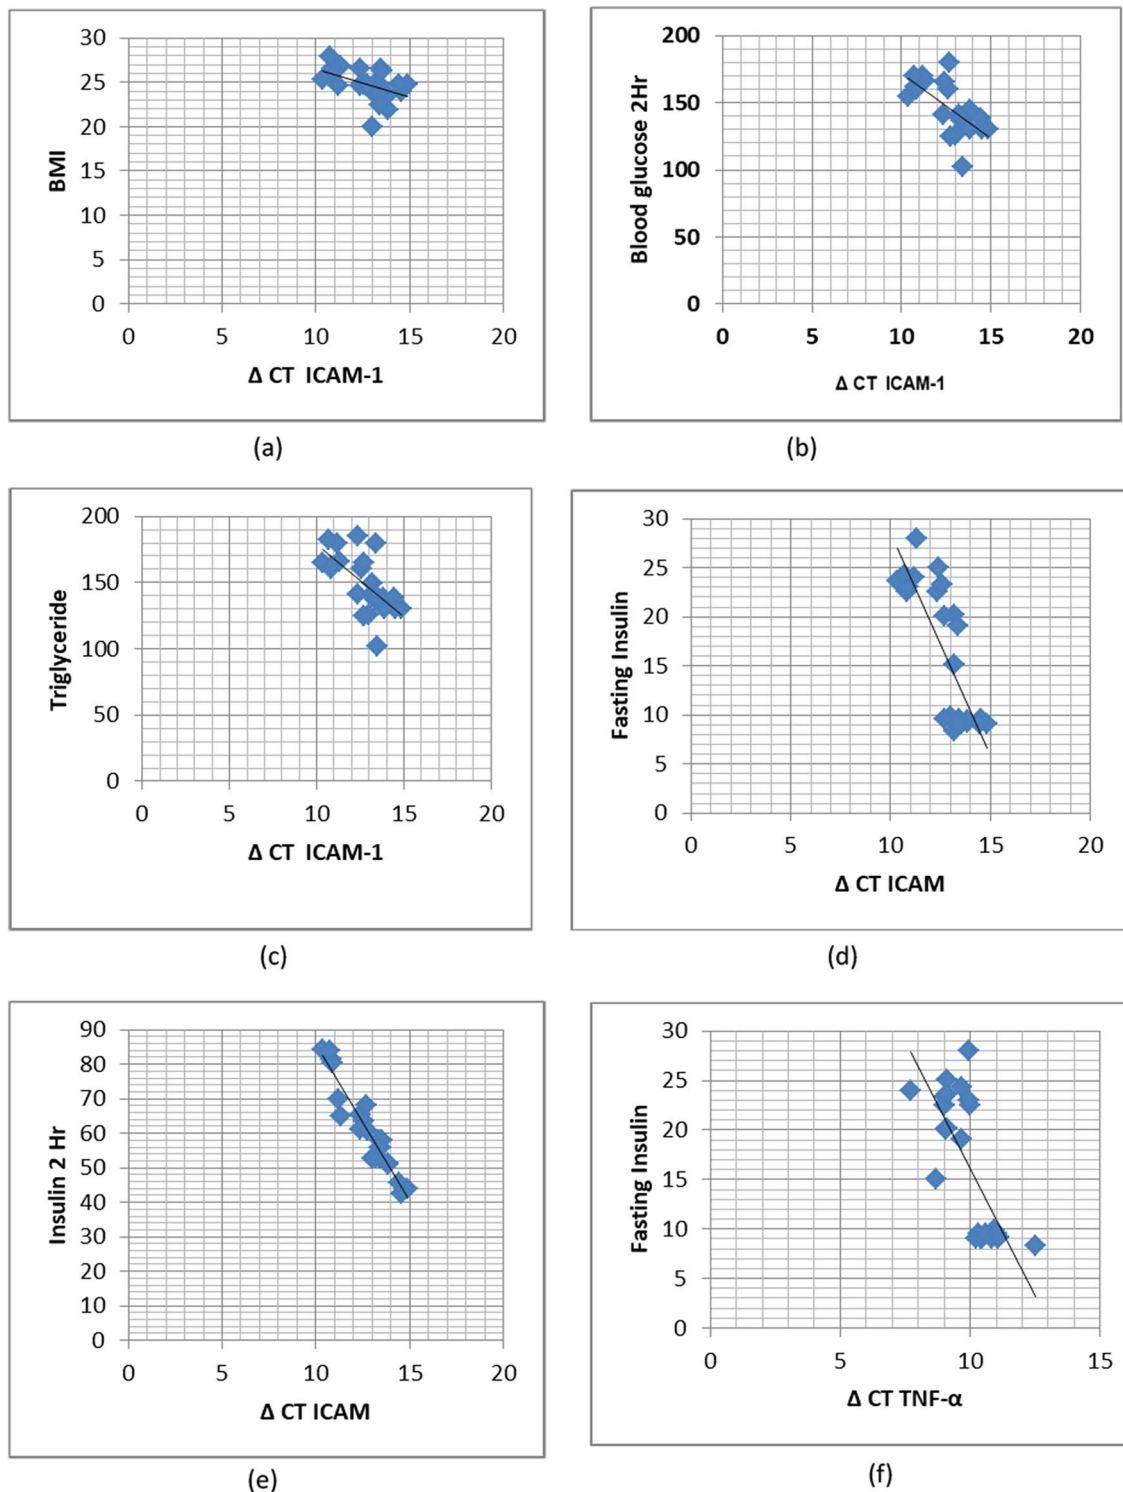 BMI
30
25
20
15
10
5
0
0 5 10 15 20
Δ CT ICAM-1
(a)
Blood glucose 2Hr
200
150
100
50
0
0 5 10 15 20
Δ CT ICAM-1
(b)
Triglyceride
200
150
100
50
0
0 5 10 15 20
Δ CT ICAM-1
(c)
Fasting Insulin
30
25
20
15
10
5
0
0 5 10 15 20
Δ CT ICAM
(d)
Insulin 2 Hr
90
80
70
60
50
40
30
20
10
0
0 5 10 15 20
Δ CT ICAM
(e)
Fasting Insulin
30
25
20
15
10
5
0
0 5 10 15
Δ CT TNF-α
(f)